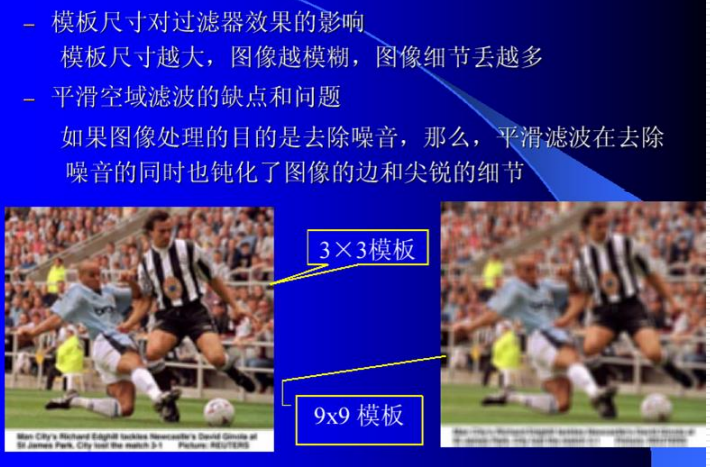 – 模板尺寸对过滤器效果的影响
模板尺寸越大，图像越模糊，图像细节丢越多
– 平滑空域滤波的缺点和问题
如果图像处理的目的是去除噪音，那么，平滑滤波在去除
噪音的同时也钝化了图像的边和尖锐的细节
3×3模板
9x9 模板
Man City's Richard Edghill tackles Newcastle's David Ginola at
St James Park. City lost the match 3-1 Picture: REUTERS